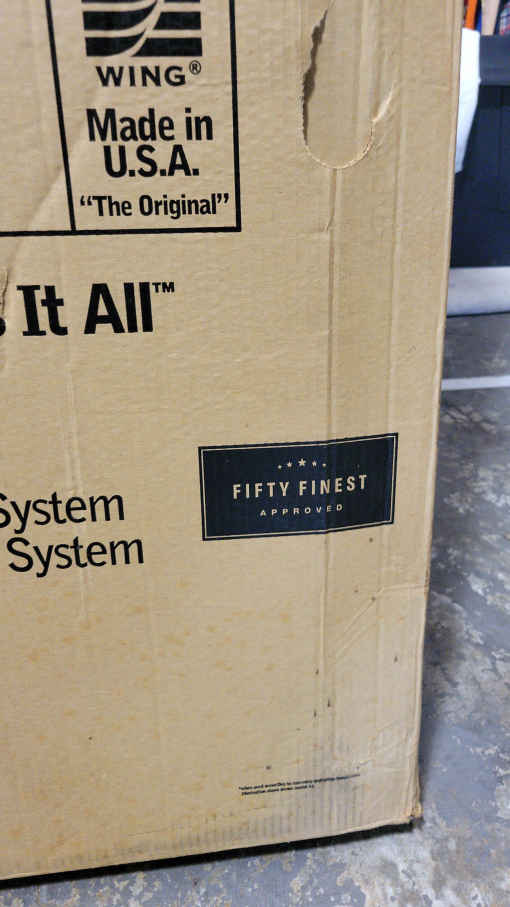 WING®
Made in
U.S.A.
“The Original”
It All™
System
System
FIFTY FINEST
APPROVED